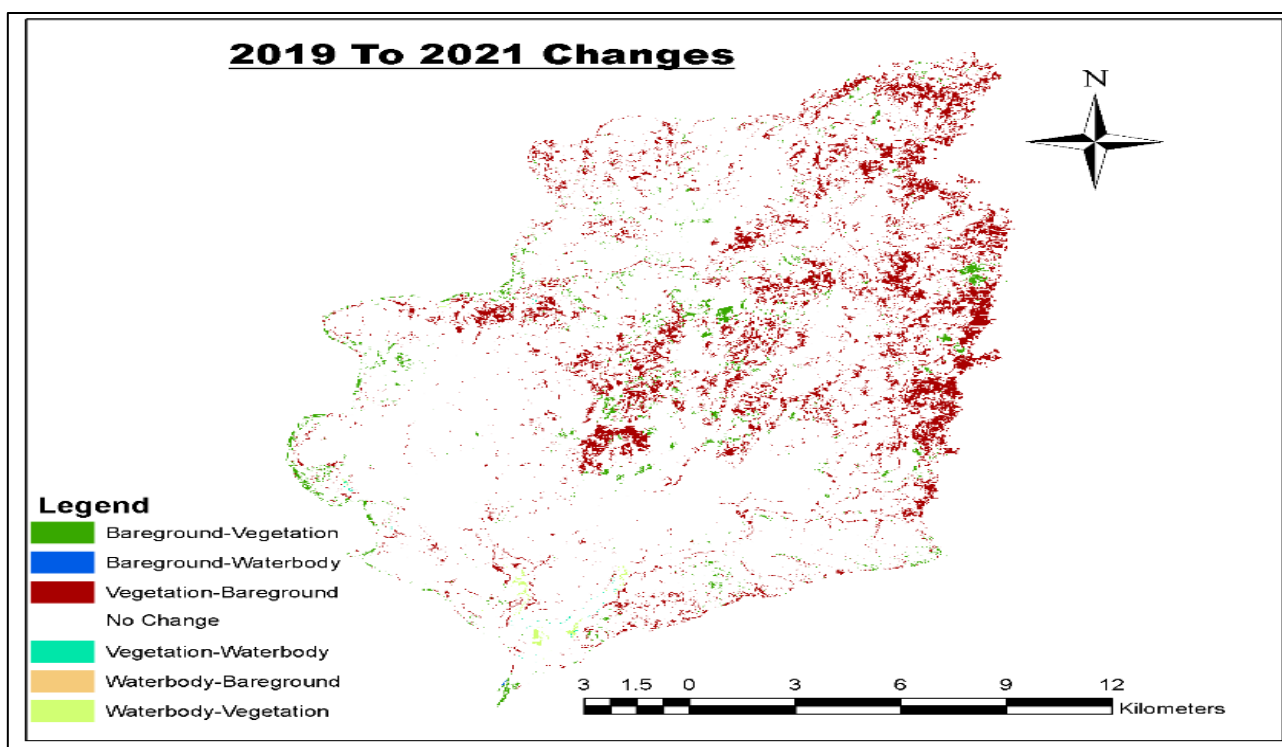 2019 To 2021 Changes
N
Legend
Bareground-Vegetation
Bareground-Waterbody
Vegetation-Bareground
No Change
Vegetation-Waterbody
Waterbody-Bareground
Waterbody-Vegetation
3 1.5 0 3 6 9 12
Kilometers